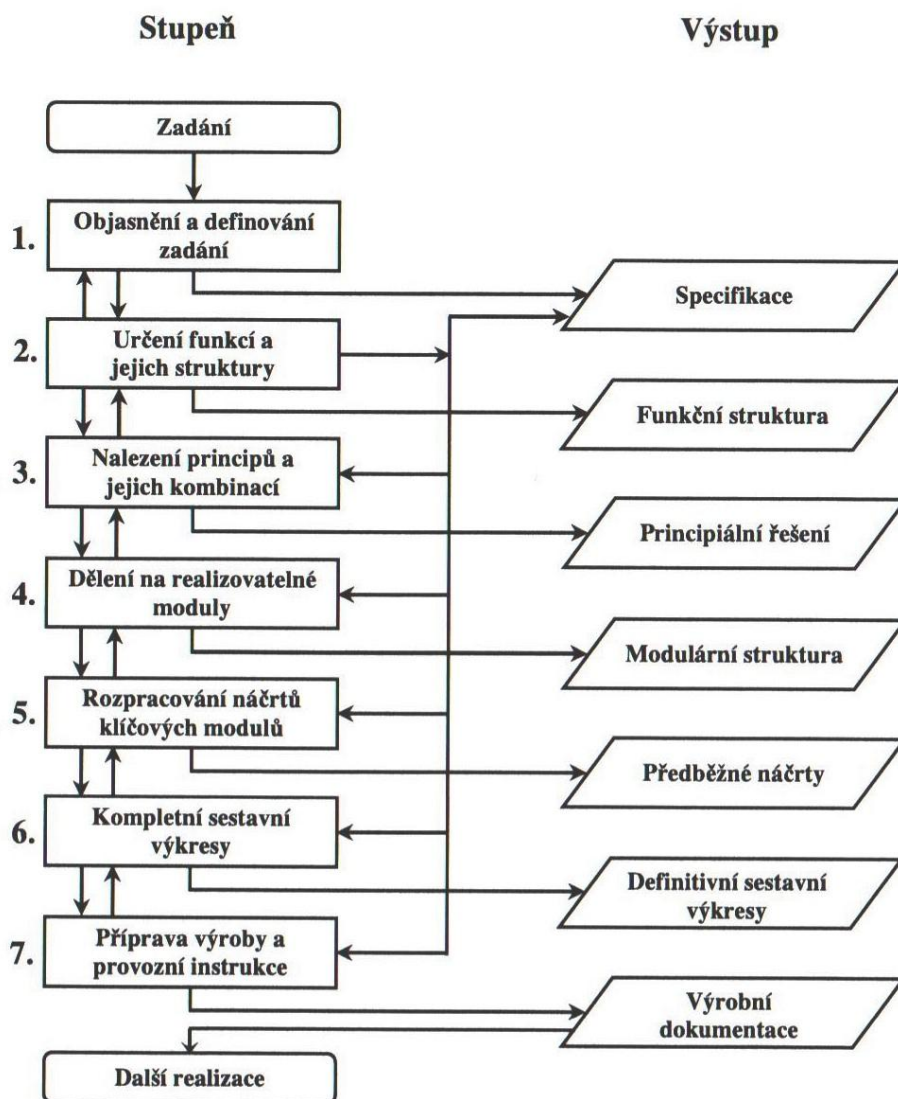 Stupeň
Výstup
Zadání
1.
Objasnění a definování
zadání
Specifikace
2.
Určení funkcí a
jejich struktury
Funkční struktura
3.
Nalezení principů a
jejich kombinací
Principiální řešení
4.
Dělení na realizovatelné
moduly
Modulární struktura
5.
Rozpracování náčrtů
klíčových modulů
Předběžné náčrty
6.
Kompletní sestavní
výkresy
Definitivní sestavní
výkresy
7.
Příprava výroby a
provozní instrukce
Výrobní
dokumentace
Další realizace